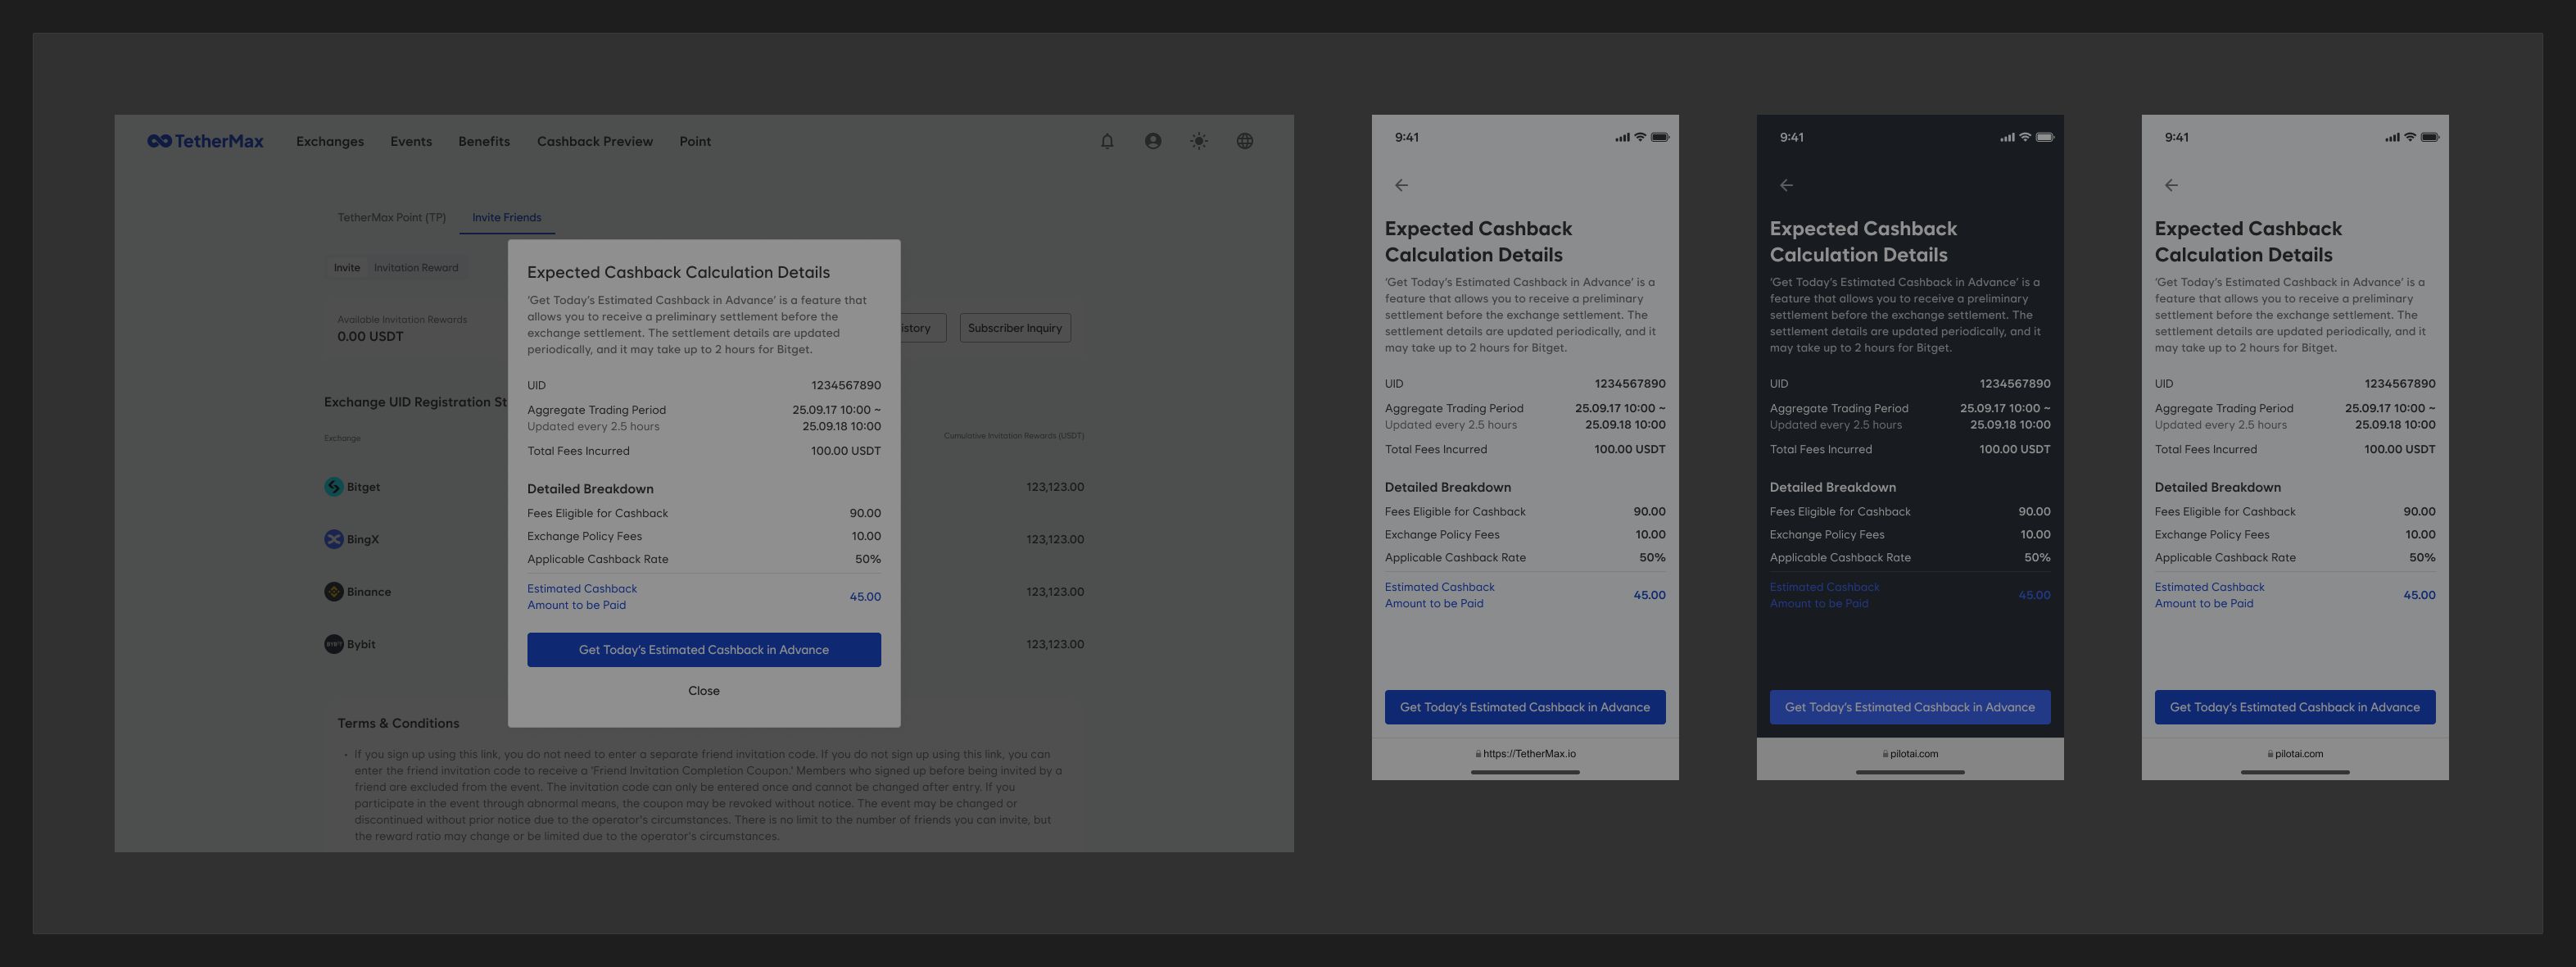 TetherMax
Exchanges Events Benefits Cashback Preview Point
TetherMax Point (TP) Invite Friends
Invite Invitation Reward
Available Invitation Rewards
0.00 USDT
istory
Subscriber Inquiry
Exchange UID Registration St
Exchange
Cumulative Invitation Rewards (USDT)
Bitget 123,123.00
BingX 123,123.00
Binance 123,123.00
Bybit 123,123.00
Terms & Conditions
• If you sign up using this link, you do not need to enter a separate friend invitation code. If you do not sign up using this link, you can
enter the friend invitation code to receive a 'Friend Invitation Completion Coupon.' Members who signed up before being invited by a
friend are excluded from the event. The invitation code can only be entered once and cannot be changed after entry. If you
participate in the event through abnormal means, the coupon may be revoked without notice. The event may be changed or
discontinued without prior notice due to the operator's circumstances. There is no limit to the number of friends you can invite, but
the reward ratio may change or be limited due to the operator's circumstances.
Expected Cashback Calculation Details
'Get Today's Estimated Cashback in Advance' is a feature that
allows you to receive a preliminary settlement before the
exchange settlement. The settlement details are updated
periodically, and it may take up to 2 hours for Bitget.
UID 1234567890
Aggregate Trading Period 25.09.17 10:00 ~
Updated every 2.5 hours 25.09.18 10:00
Total Fees Incurred 100.00 USDT
Detailed Breakdown
Fees Eligible for Cashback 90.00
Exchange Policy Fees 10.00
Applicable Cashback Rate 50%
Estimated Cashback
Amount to be Paid 45.00
Get Today's Estimated Cashback in Advance
Close
9:41
Expected Cashback
Calculation Details
'Get Today's Estimated Cashback in Advance' is a
feature that allows you to receive a preliminary
settlement before the exchange settlement. The
settlement details are updated periodically, and it
may take up to 2 hours for Bitget.
UID 1234567890
Aggregate Trading Period 25.09.17 10:00 ~
Updated every 2.5 hours 25.09.18 10:00
Total Fees Incurred 100.00 USDT
Detailed Breakdown
Fees Eligible for Cashback 90.00
Exchange Policy Fees 10.00
Applicable Cashback Rate 50%
Estimated Cashback
Amount to be Paid 45.00
Get Today's Estimated Cashback in Advance
https://TetherMax.io
9:41
Expected Cashback
Calculation Details
'Get Today's Estimated Cashback in Advance' is a
feature that allows you to receive a preliminary
settlement before the exchange settlement. The
settlement details are updated periodically, and it
may take up to 2 hours for Bitget.
UID 1234567890
Aggregate Trading Period 25.09.17 10:00 ~
Updated every 2.5 hours 25.09.18 10:00
Total Fees Incurred 100.00 USDT
Detailed Breakdown
Fees Eligible for Cashback 90.00
Exchange Policy Fees 10.00
Applicable Cashback Rate 50%
Estimated Cashback
Amount to be Paid 45.00
Get Today's Estimated Cashback in Advance
pilotai.com
9:41
Expected Cashback
Calculation Details
'Get Today's Estimated Cashback in Advance' is a
feature that allows you to receive a preliminary
settlement before the exchange settlement. The
settlement details are updated periodically, and it
may take up to 2 hours for Bitget.
UID 1234567890
Aggregate Trading Period 25.09.17 10:00 ~
Updated every 2.5 hours 25.09.18 10:00
Total Fees Incurred 100.00 USDT
Detailed Breakdown
Fees Eligible for Cashback 90.00
Exchange Policy Fees 10.00
Applicable Cashback Rate 50%
Estimated Cashback
Amount to be Paid 45.00
Get Today's Estimated Cashback in Advance
pilotai.com